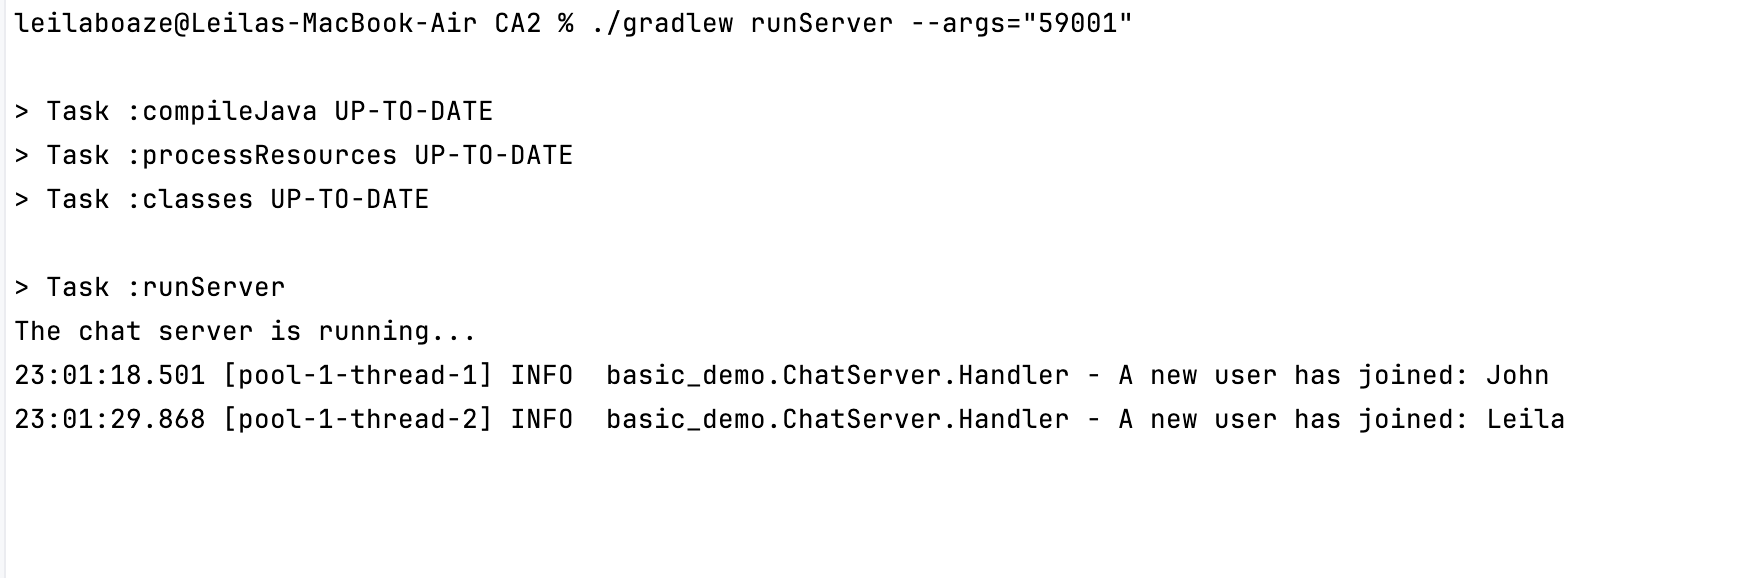 leilaboaze@Leilas-MacBook-Air CA2 % ./gradlew runServer --args="59001"
> Task :compileJava UP-TO-DATE
> Task :processResources UP-TO-DATE
> Task :classes UP-TO-DATE
> Task :runServer
The chat server is running...
23:01:18.501 [pool-1-thread-1] INFO  basic_demo.ChatServer.Handler - A new user has joined: John
23:01:29.868 [pool-1-thread-2] INFO  basic_demo.ChatServer.Handler - A new user has joined: Leila